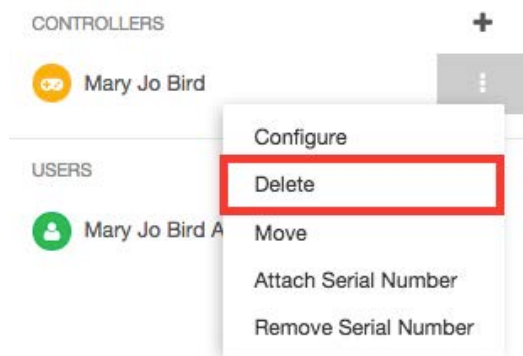 CONTROLLERS +
Mary Jo Bird
Configure
USERS
Delete
Mary Jo Bird A
Move
Attach Serial Number
Remove Serial Number